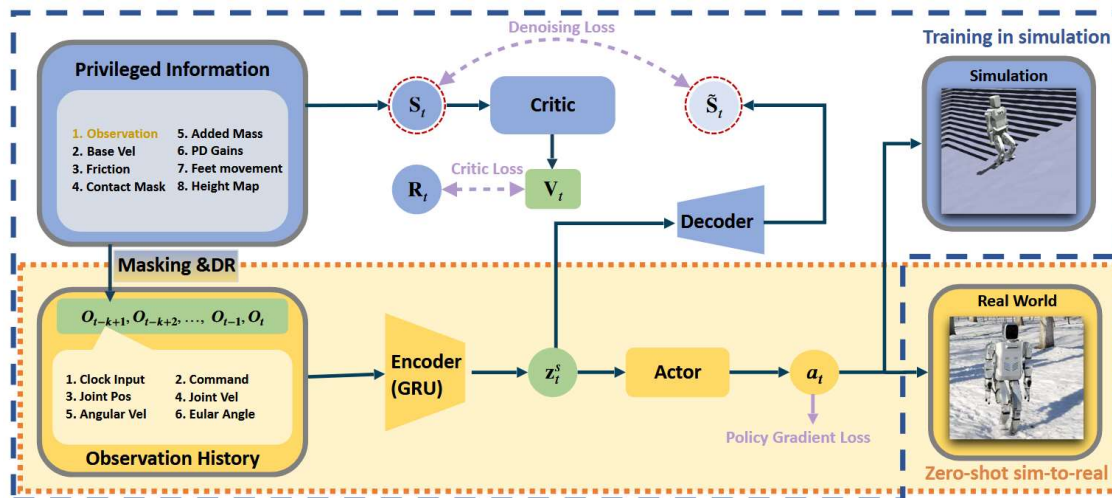 Denoising Loss
Training in simulation
Privileged Information
1. Observation
2. Base Vel
3. Friction
4. Contact Mask
5. Added Mass
6. PD Gains
7. Feet movement
8. Height Map
S_t
Critic
S̃_t
Simulation
Critic Loss
R_t
V_t
Decoder
Masking &DR
O_{t-k+1}, O_{t-k+2}, ..., O_{t-1}, O_t
1. Clock Input
2. Command
3. Joint Pos
4. Joint Vel
5. Angular Vel
6. Eular Angle
Observation History
Encoder
(GRU)
z_t^s
Actor
a_t
Policy Gradient Loss
Real World
Zero-shot sim-to-real